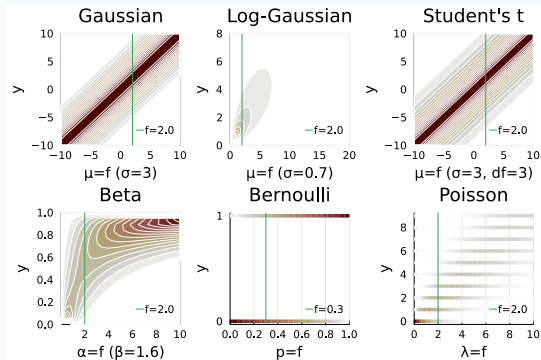 Gaussian Log-Gaussian Student's t
10 8 10
5 6 5
y 0 y 4 y 0
−5 2 −5
−10 f=2.0 0 f=2.0 −10 f=2.0
−10 −5 0 5 10 0 5 10 15 20 −10 −5 0 5 10
μ=f (σ=3) μ=f (σ=0.7) μ=f (σ=3, df=3)
Beta Bernoulli Poisson
1.0 1 8
0.8 6
0.6 4
y 0.4 y y 2
0.2 0
0.0 f=2.0 0 f=0.3 f=2.0
0 2 4 6 8 10 0.0 0.2 0.4 0.6 0.8 1.0 0 2 4 6 8 10
α=f (β=1.6) p=f λ=f